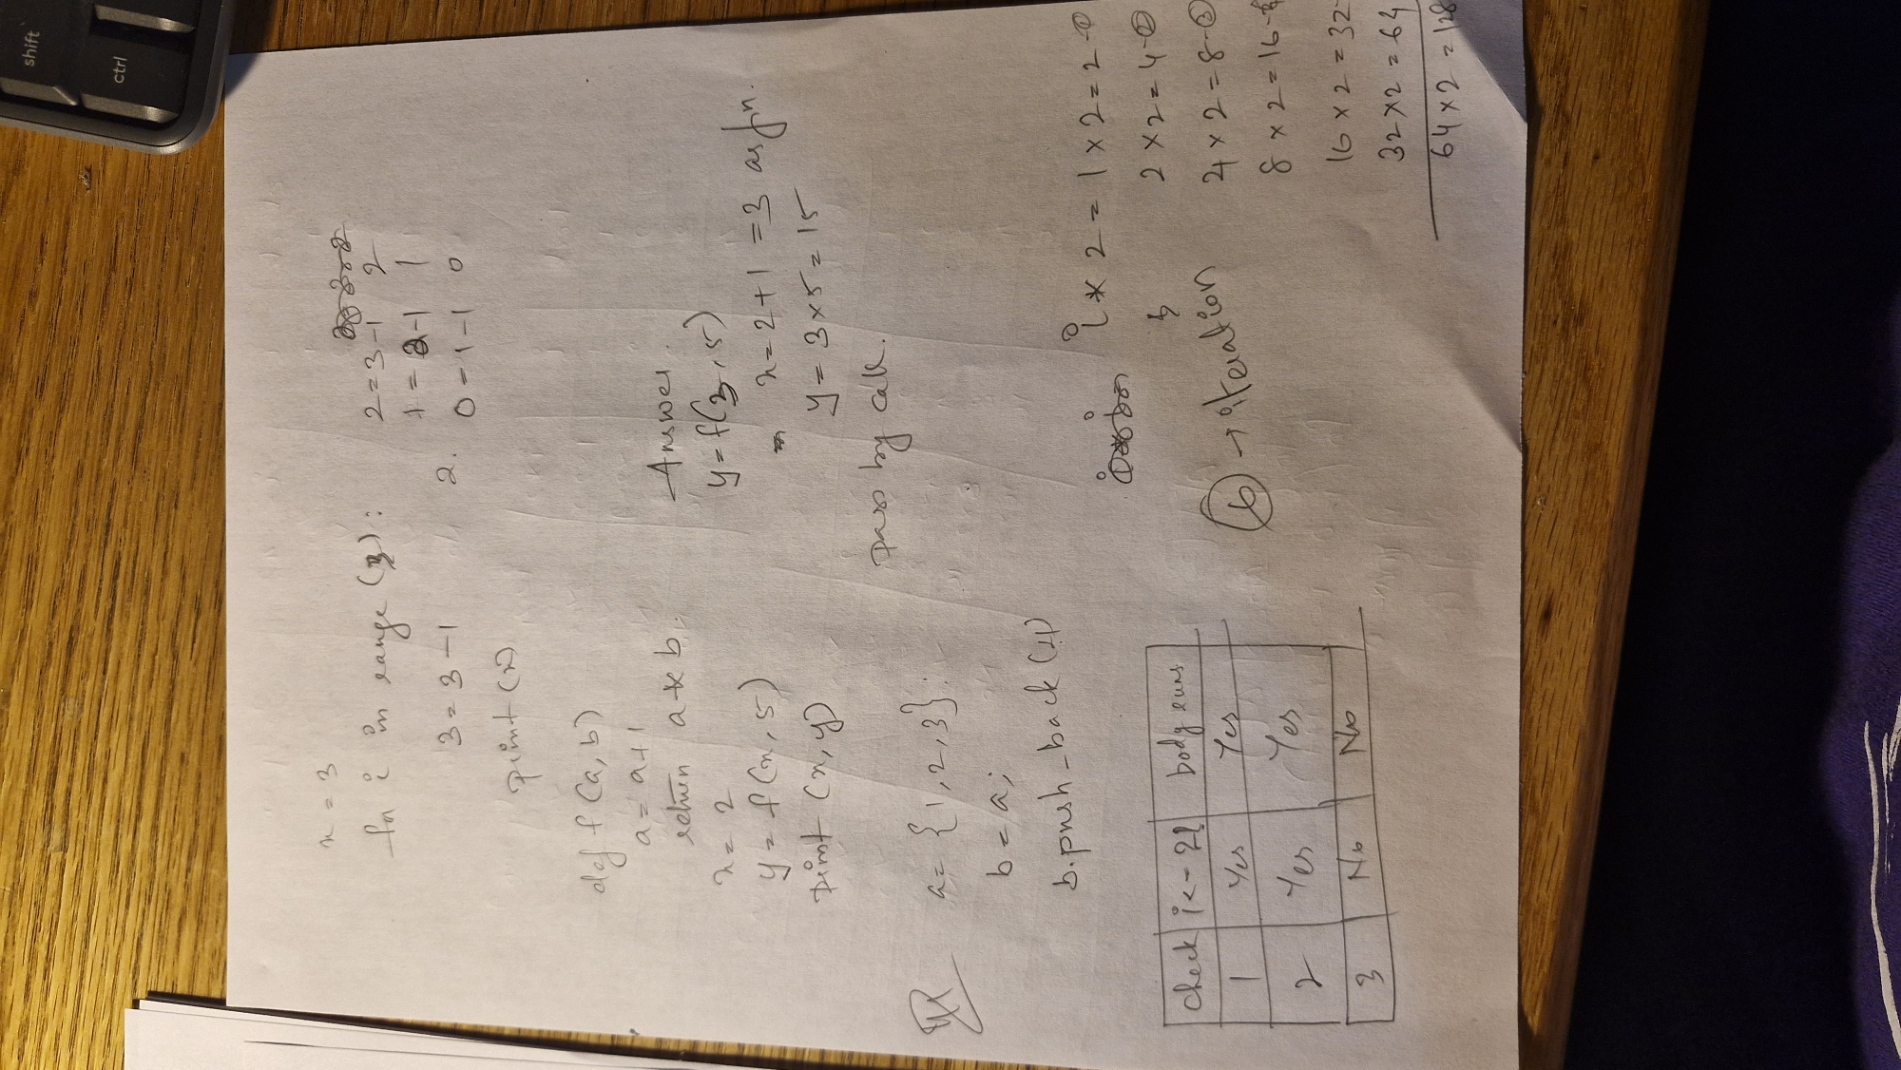 shift
ctrl
x = 3
for i in range (3):
3 = 3 - 1
print (x)
2 = 3 - 1 2
1 = 2 - 1 1
2. 0 - 1 - 1 0
def f (a, b)
a = a + 1
return a * b.
x = 2
y = f (x, 5)
print (x, y)
Answer.
y = f(3, 5)
x = 2 + 1 = 3 as fn.
y = 3 x 5 = 15
pass by call.
a = {1, 2, 3}:
b = a;
b.push_back (4)
check i<-2! body runs
1 Yes Yes
2 Yes Yes
3 No No
i * 2 = 1 x 2 = 2 - ①
2 x 2 = 4 - ②
4 x 2 = 8 - ③
8 x 2 = 16 -
16 x 2 = 32 -
32 x 2 = 64
64 x 2 = 128
⑥ → iteration